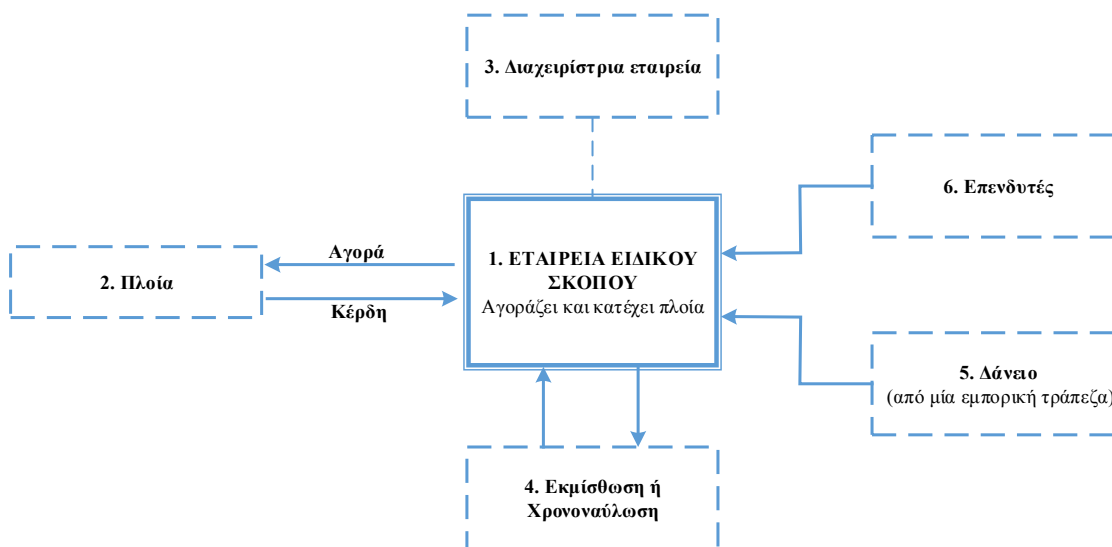 3. Διαχειρίστρια εταιρεία
6. Επενδυτές
Αγορά
1. ΕΤΑΙΡΕΙΑ ΕΙΔΙΚΟΥ
ΣΚΟΠΟΥ
Αγοράζει και κατέχει πλοία
2. Πλοία
Κέρδη
5. Δάνειο
(από μία εμπορική τράπεζα)
4. Εκμίσθωση ή
Χρονοναύλωση